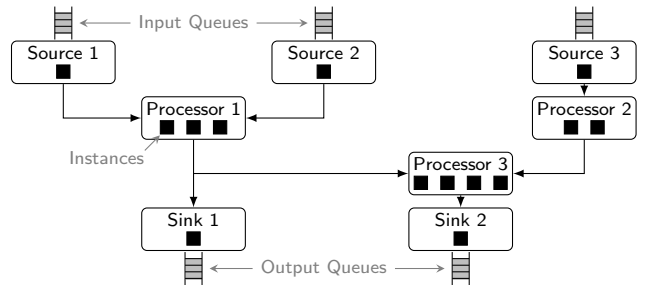 Input Queues
Source 1
Source 2
Source 3
Processor 1
Processor 2
Instances
Processor 3
Sink 1
Sink 2
Output Queues